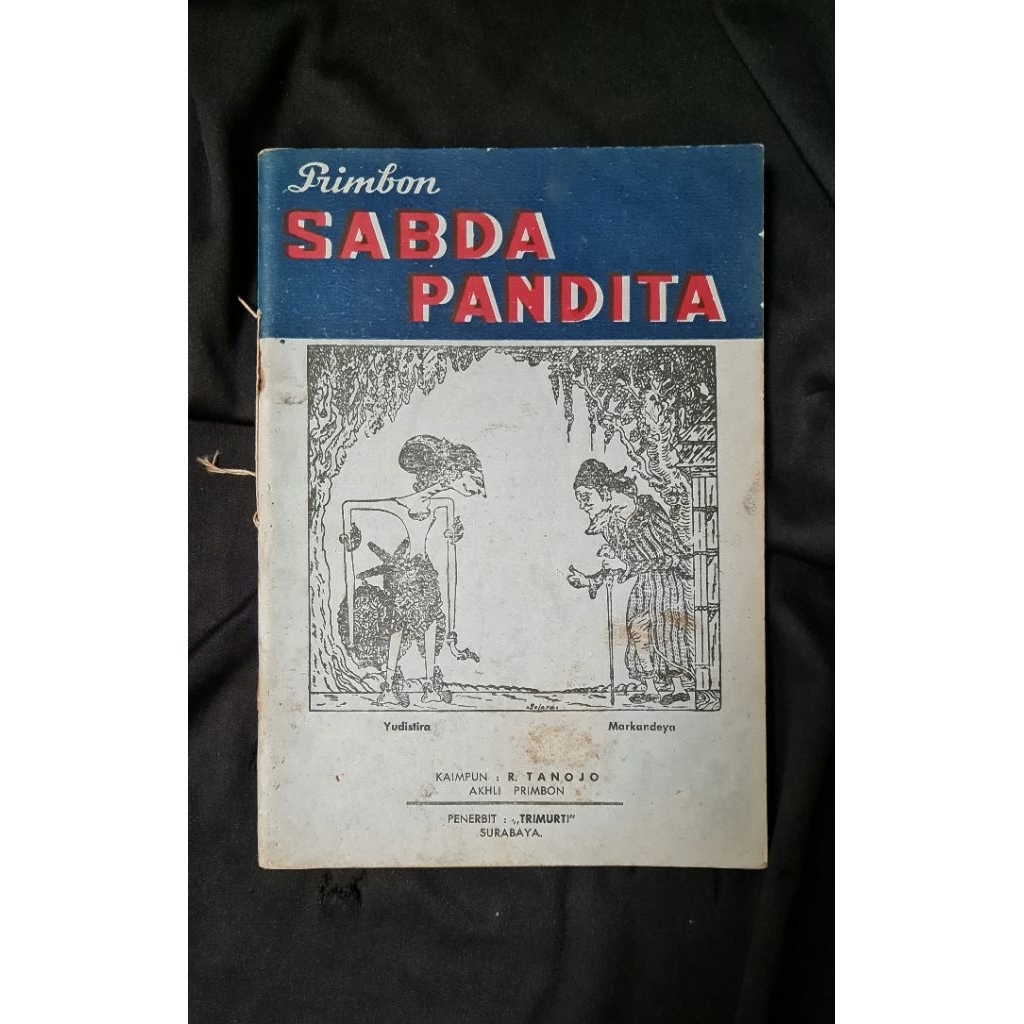 Primbon
SABDA
PANDITA
Yudistira
Markandeya
KAIMPUN : R. TANOJO
AKHLI PRIMBON
PENERBIT : „TRIMURTI"
SURABAYA.